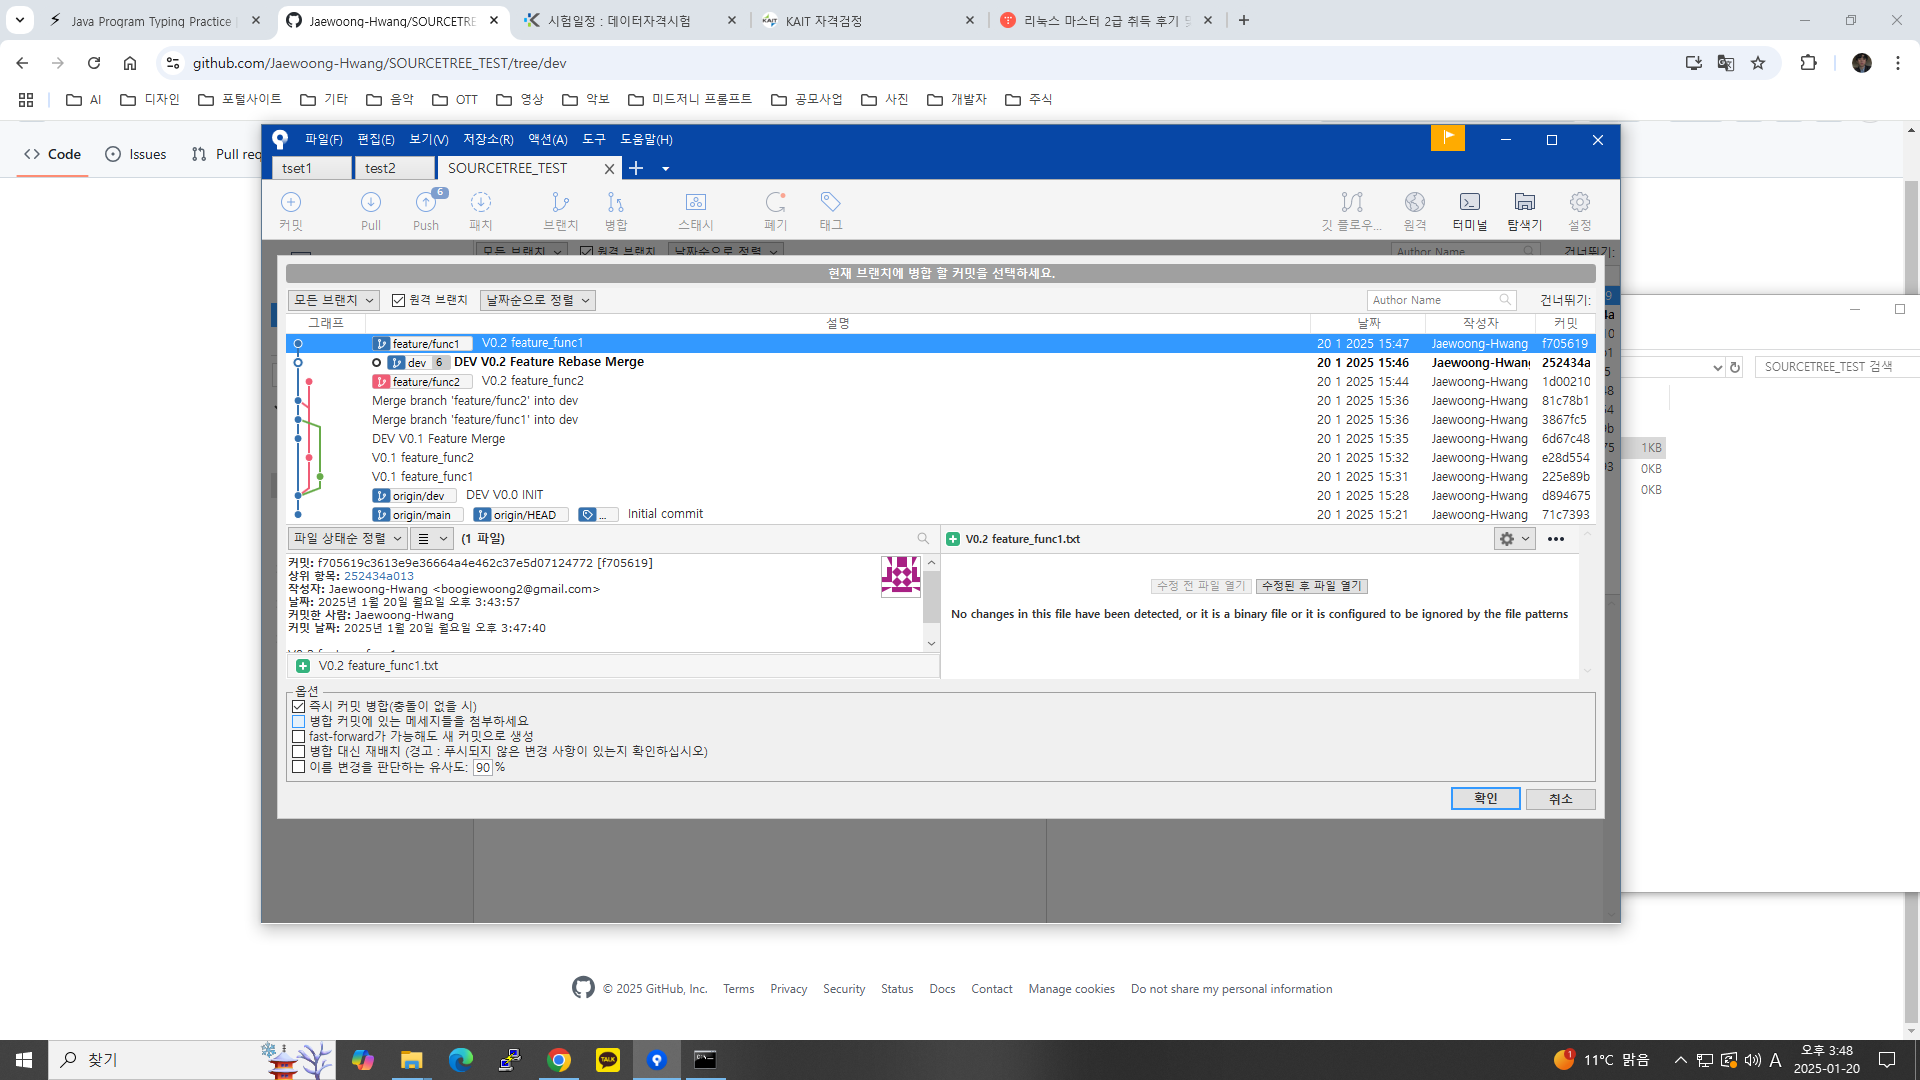 Java Program Typing Practice
Jaewoong-Hwang/SOURCETRE
시험일정 : 데이터자격시험
KAIT 자격검정
리눅스 마스터 2급 취득 후기 및
github.com/Jaewoong-Hwang/SOURCETREE_TEST/tree/dev
AI
디자인
포털사이트
기타
음악
OTT
영상
악보
미드저니 프롬프트
공모사업
사진
개발자
주식
Code
Issues
Pull req
파일(F) 편집(E) 보기(V) 저장소(R) 액션(A) 도구 도움말(H)
tset1
test2
SOURCETREE_TEST
커밋
Pull
6
Push
패치
브랜치
병합
스태시
폐기
태그
깃 플로우...
원격
터미널
탐색기
설정
모든 브랜치 원격 브랜치 날짜순으로 정렬 Author Name 건너뛰기:
현재 브랜치에 병합 할 커밋을 선택하세요.
모든 브랜치 원격 브랜치 날짜순으로 정렬 Author Name 건너뛰기:
그래프 설명 날짜 작성자 커밋
feature/func1 V0.2 feature_func1 20 1 2025 15:47 Jaewoong-Hwang f705619
dev 6 DEV V0.2 Feature Rebase Merge 20 1 2025 15:46 Jaewoong-Hwang 252434a
feature/func2 V0.2 feature_func2 20 1 2025 15:44 Jaewoong-Hwang 1d00210
Merge branch 'feature/func2' into dev 20 1 2025 15:36 Jaewoong-Hwang 81c78b1
Merge branch 'feature/func1' into dev 20 1 2025 15:36 Jaewoong-Hwang 3867fc5
DEV V0.1 Feature Merge 20 1 2025 15:35 Jaewoong-Hwang 6d67c48
V0.1 feature_func2 20 1 2025 15:32 Jaewoong-Hwang e28d554
V0.1 feature_func1 20 1 2025 15:31 Jaewoong-Hwang 225e89b
origin/dev DEV V0.0 INIT 20 1 2025 15:28 Jaewoong-Hwang d894675
origin/main origin/HEAD ... Initial commit 20 1 2025 15:21 Jaewoong-Hwang 71c7393
SOURCETREE_TEST 검색
1KB
0KB
0KB
파일 상태순 정렬 (1 파일)
커밋: f705619c3613e9e36664a4e462c37e5d07124772 [f705619]
상위 항목: 252434a013
작성자: Jaewoong-Hwang <boogiewoong2@gmail.com>
날짜: 2025년 1월 20일 월요일 오후 3:43:57
커밋한 사람: Jaewoong-Hwang
커밋 날짜: 2025년 1월 20일 월요일 오후 3:47:40
V0.2 feature_func1.txt
V0.2 feature_func1.txt
수정 전 파일 열기 수정된 후 파일 열기
No changes in this file have been detected, or it is a binary file or it is configured to be ignored by the file patterns
옵션
즉시 커밋 병합(충돌이 없을 시)
병합 커밋에 있는 메세지들을 첨부하세요
fast-forward가 가능해도 새 커밋으로 생성
병합 대신 재배치 (경고 : 푸시되지 않은 변경 사항이 있는지 확인하십시오)
이름 변경을 판단하는 유사도: 90 %
확인 취소
© 2025 GitHub, Inc. Terms Privacy Security Status Docs Contact Manage cookies Do not share my personal information
찾기
TALK
1
11°C 맑음
A
오후 3:48
2025-01-20